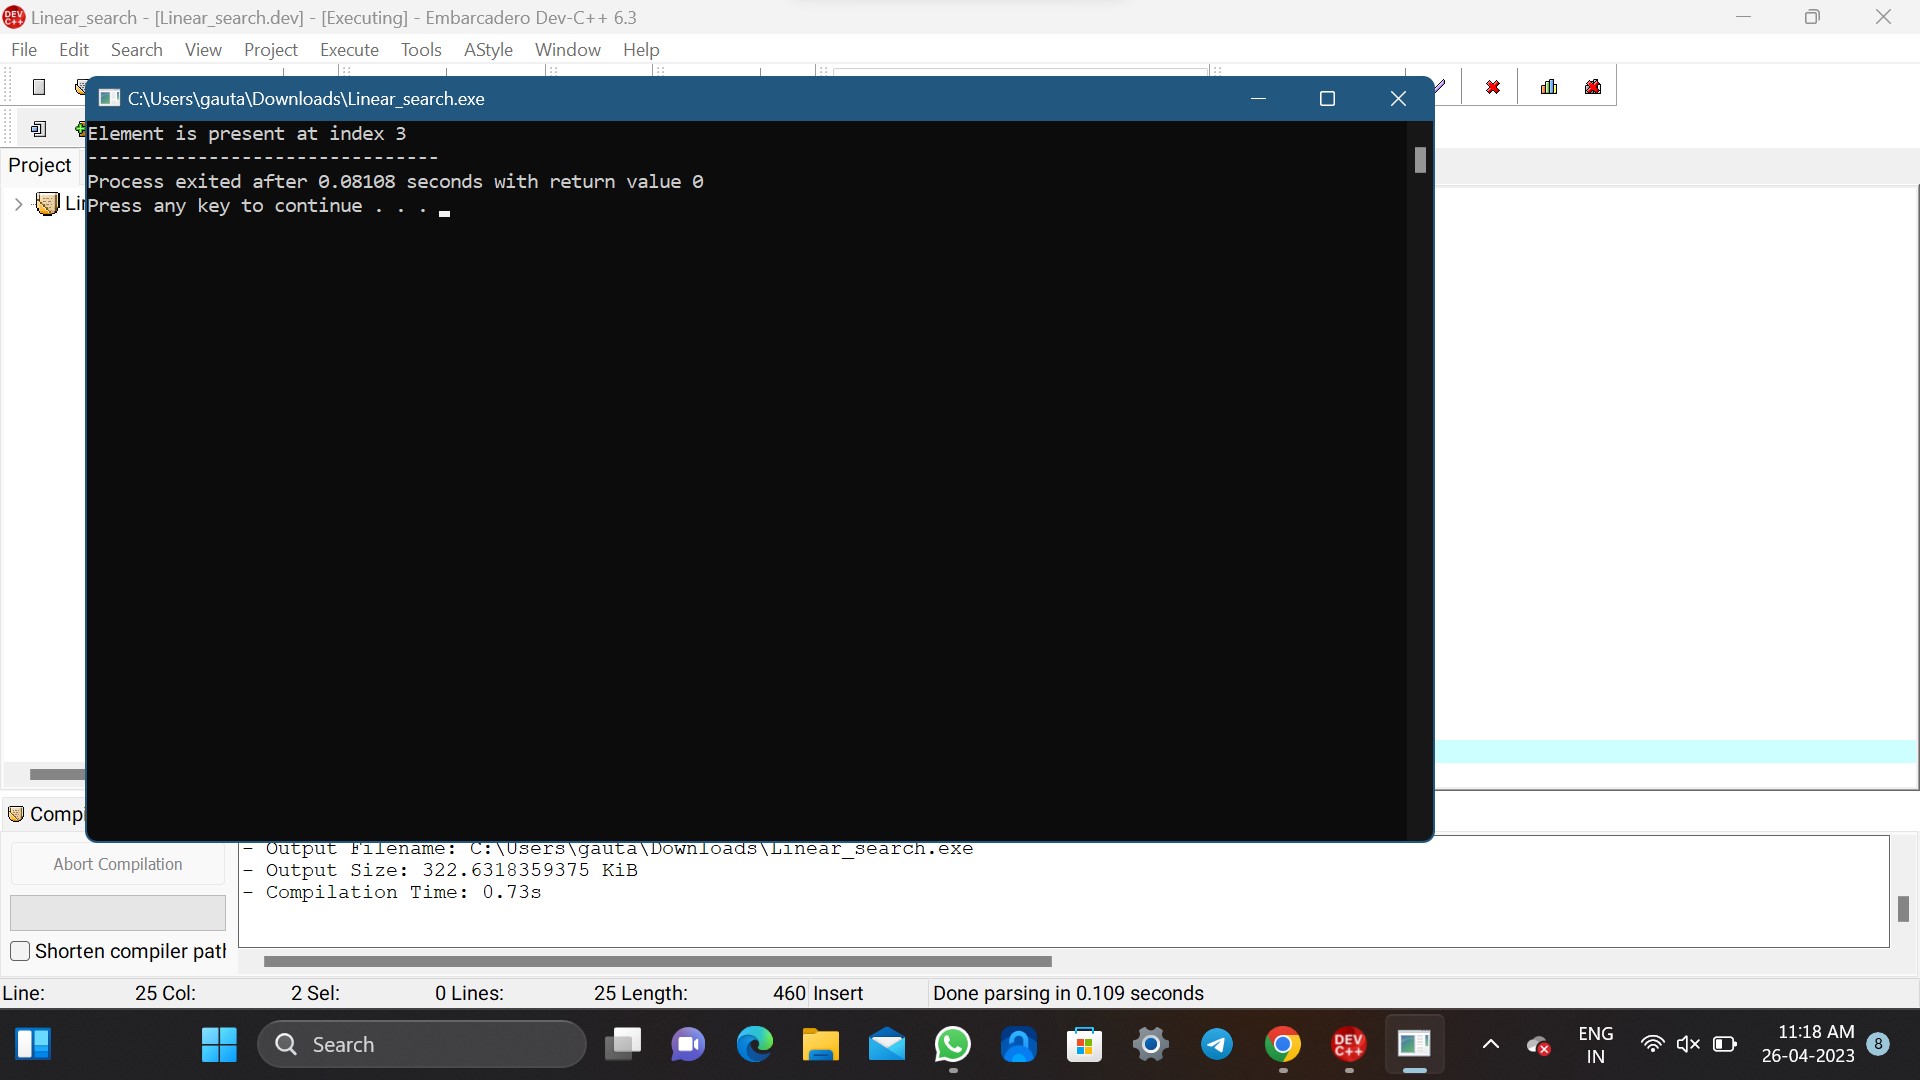 Linear_search - [Linear_search.dev] - [Executing] - Embarcadero Dev-C++ 6.3
File Edit Search View Project Execute Tools AStyle Window Help
C:\Users\gauta\Downloads\Linear_search.exe
Element is present at index 3
--------------------------------
Process exited after 0.08108 seconds with return value 0
Press any key to continue . . .
Project
Lin
Compi
Abort Compilation
Shorten compiler path
- Output Filename: C:\Users\gauta\Downloads\Linear_search.exe
- Output Size: 322.6318359375 KiB
- Compilation Time: 0.73s
Line: 25 Col: 2 Sel: 0 Lines: 25 Length: 460 Insert Done parsing in 0.109 seconds
Search
DEV C++
ENG
IN
11:18 AM
26-04-2023
8